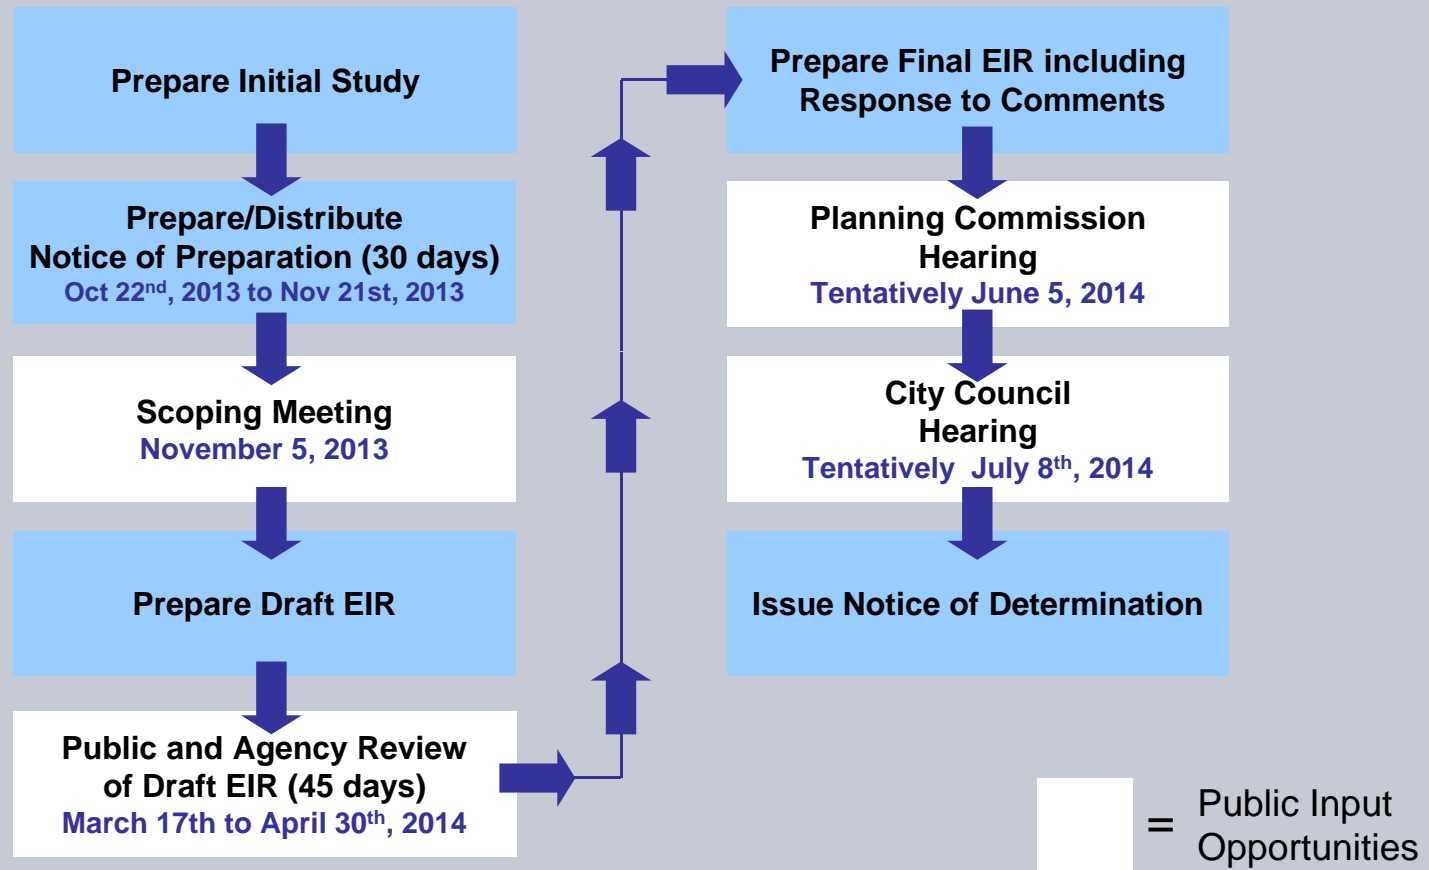 Prepare Initial Study
Prepare/Distribute
Notice of Preparation (30 days)
Oct 22nd, 2013 to Nov 21st, 2013
Scoping Meeting
November 5, 2013
Prepare Draft EIR
Public and Agency Review
of Draft EIR (45 days)
March 17th to April 30th, 2014
Prepare Final EIR including
Response to Comments
Planning Commission
Hearing
Tentatively June 5, 2014
City Council
Hearing
Tentatively July 8th, 2014
Issue Notice of Determination
= Public Input
Opportunities